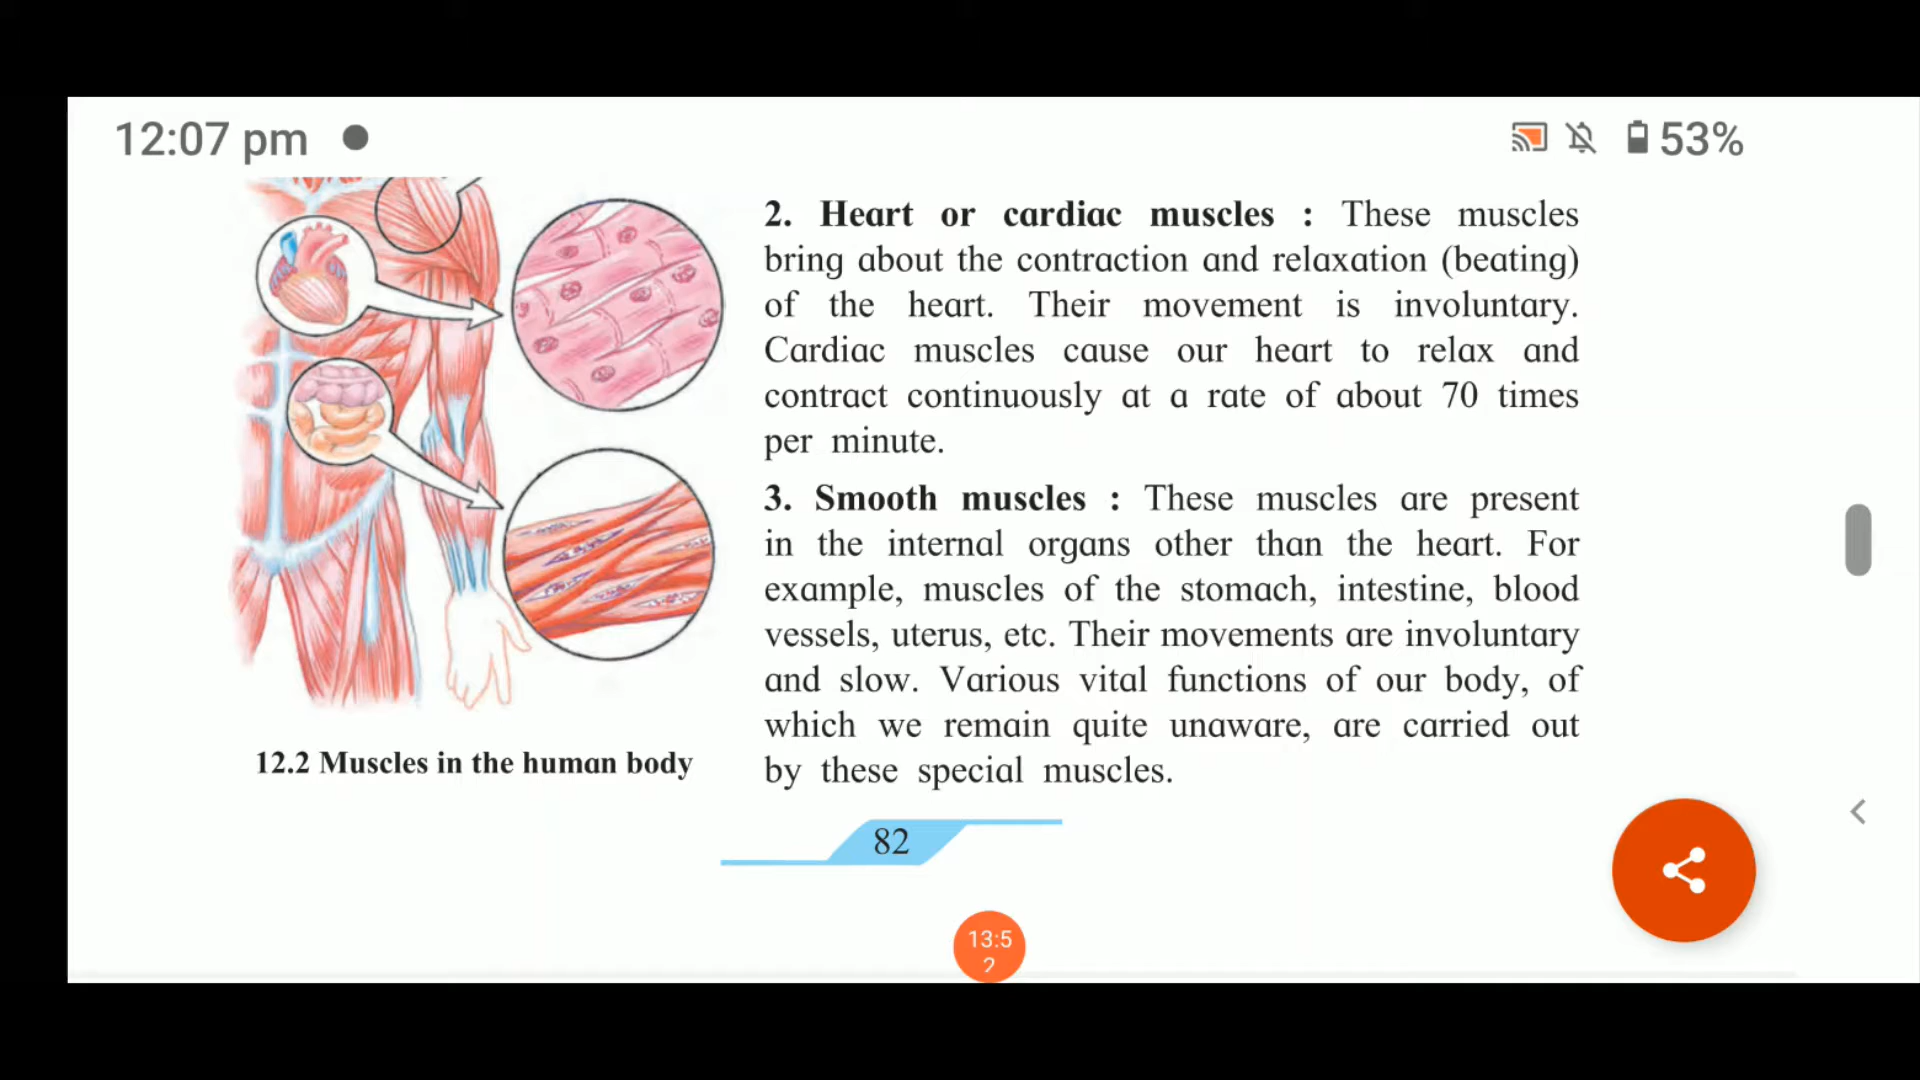 12:07 pm
53%
2. Heart or cardiac muscles : These muscles
bring about the contraction and relaxation (beating)
of the heart. Their movement is involuntary.
Cardiac muscles cause our heart to relax and
contract continuously at a rate of about 70 times
per minute.
3. Smooth muscles : These muscles are present
in the internal organs other than the heart. For
example, muscles of the stomach, intestine, blood
vessels, uterus, etc. Their movements are involuntary
and slow. Various vital functions of our body, of
which we remain quite unaware, are carried out
by these special muscles.
12.2 Muscles in the human body
82
13:5
2